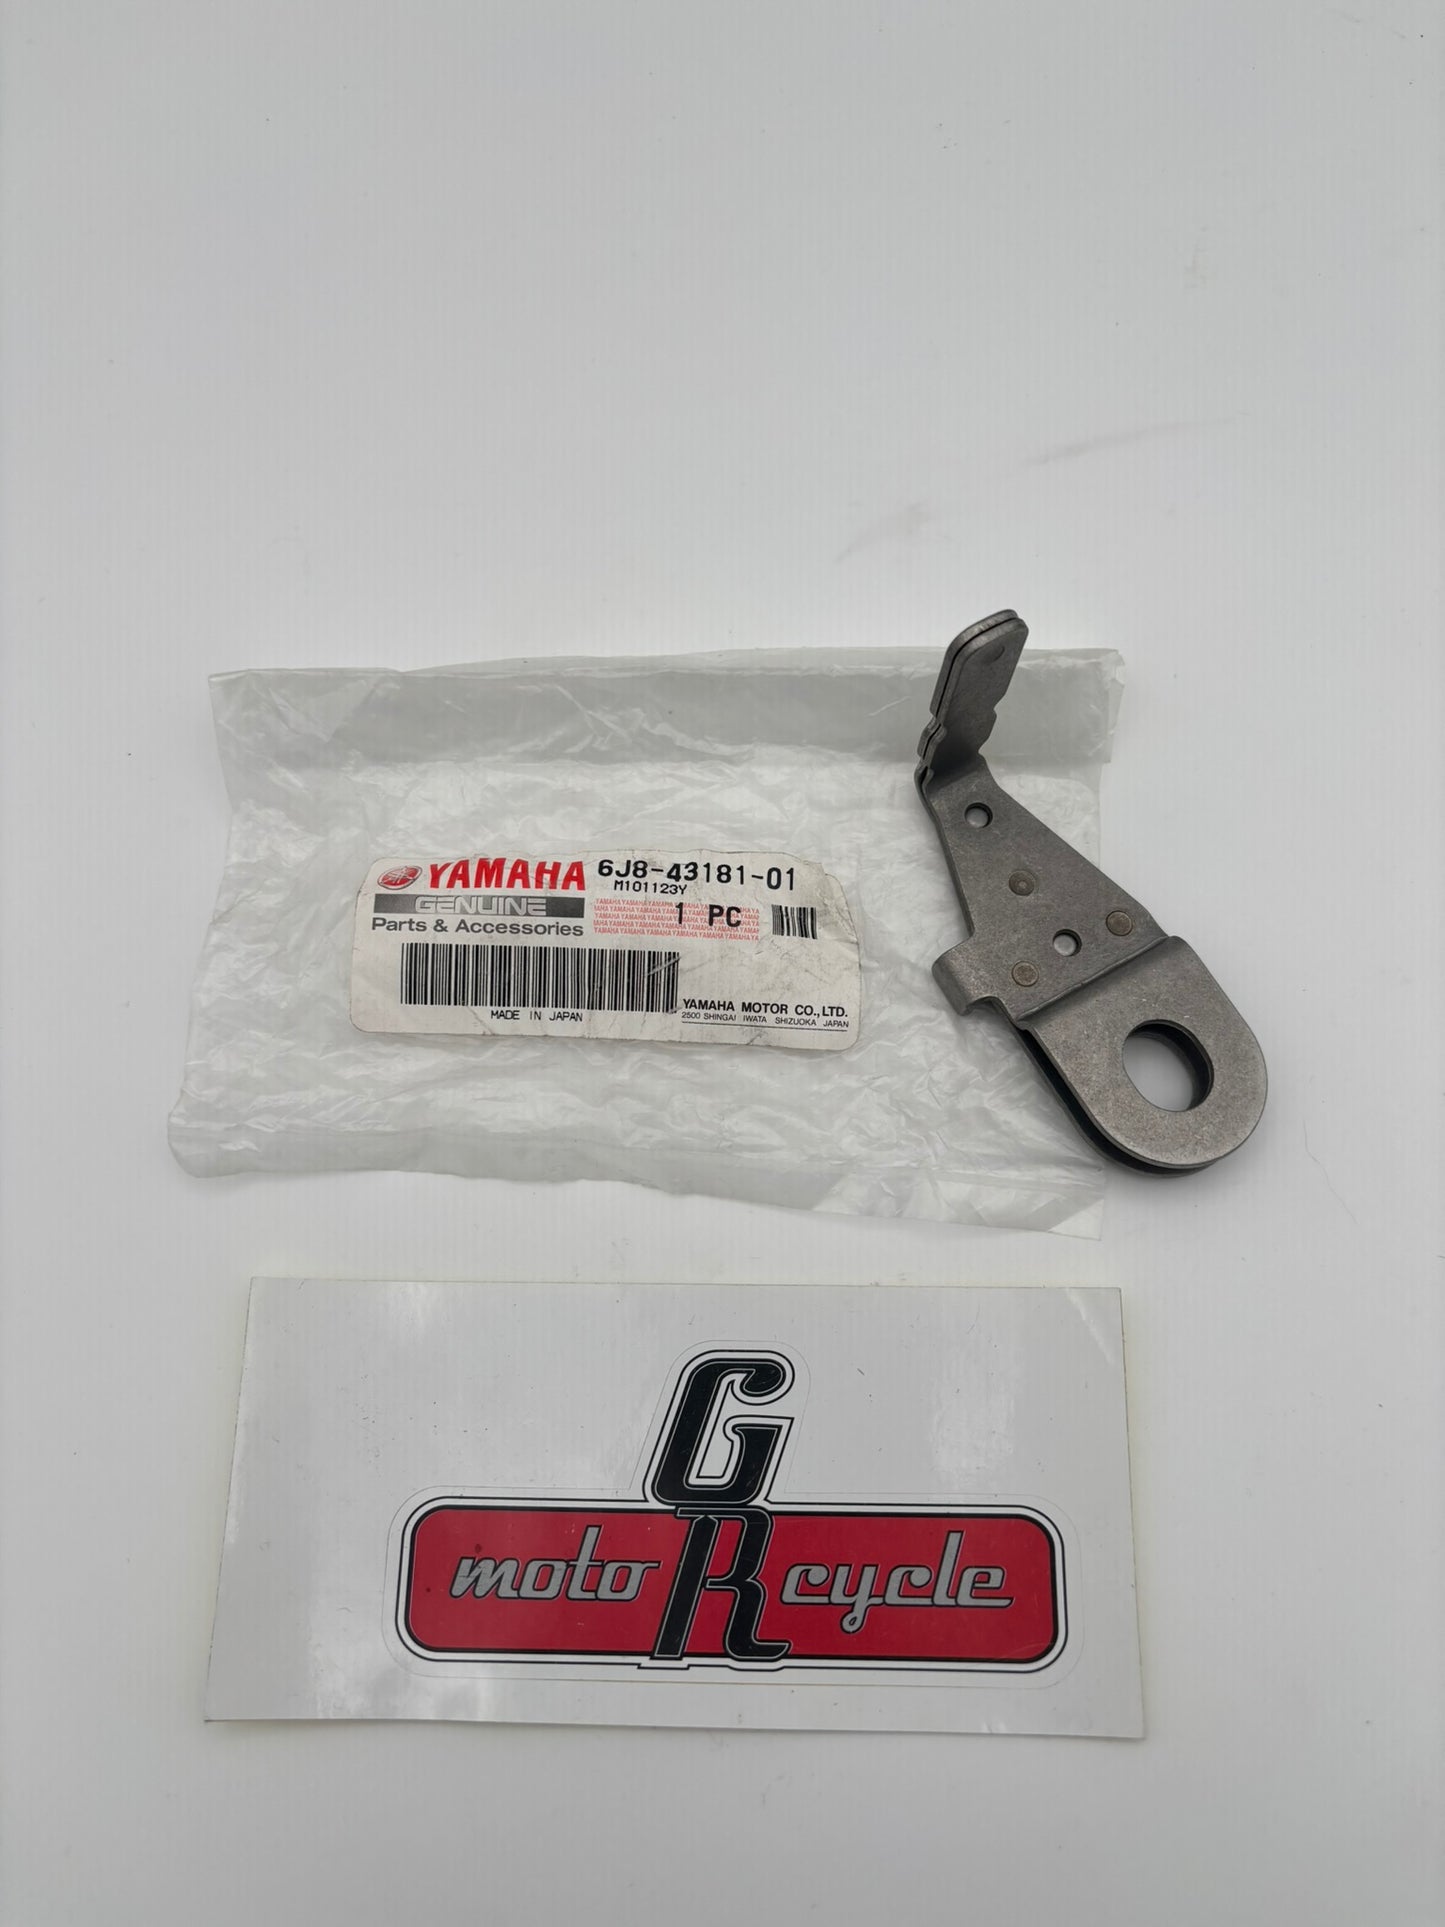 YAMAHA 6J8-43181-01
M101123Y
GENUINE
1 PC
Parts & Accessories
MADE IN JAPAN
YAMAHA MOTOR CO.,LTD.
2500 SHINGAI IWATA SHIZUOKA JAPAN
G
moto R cycle